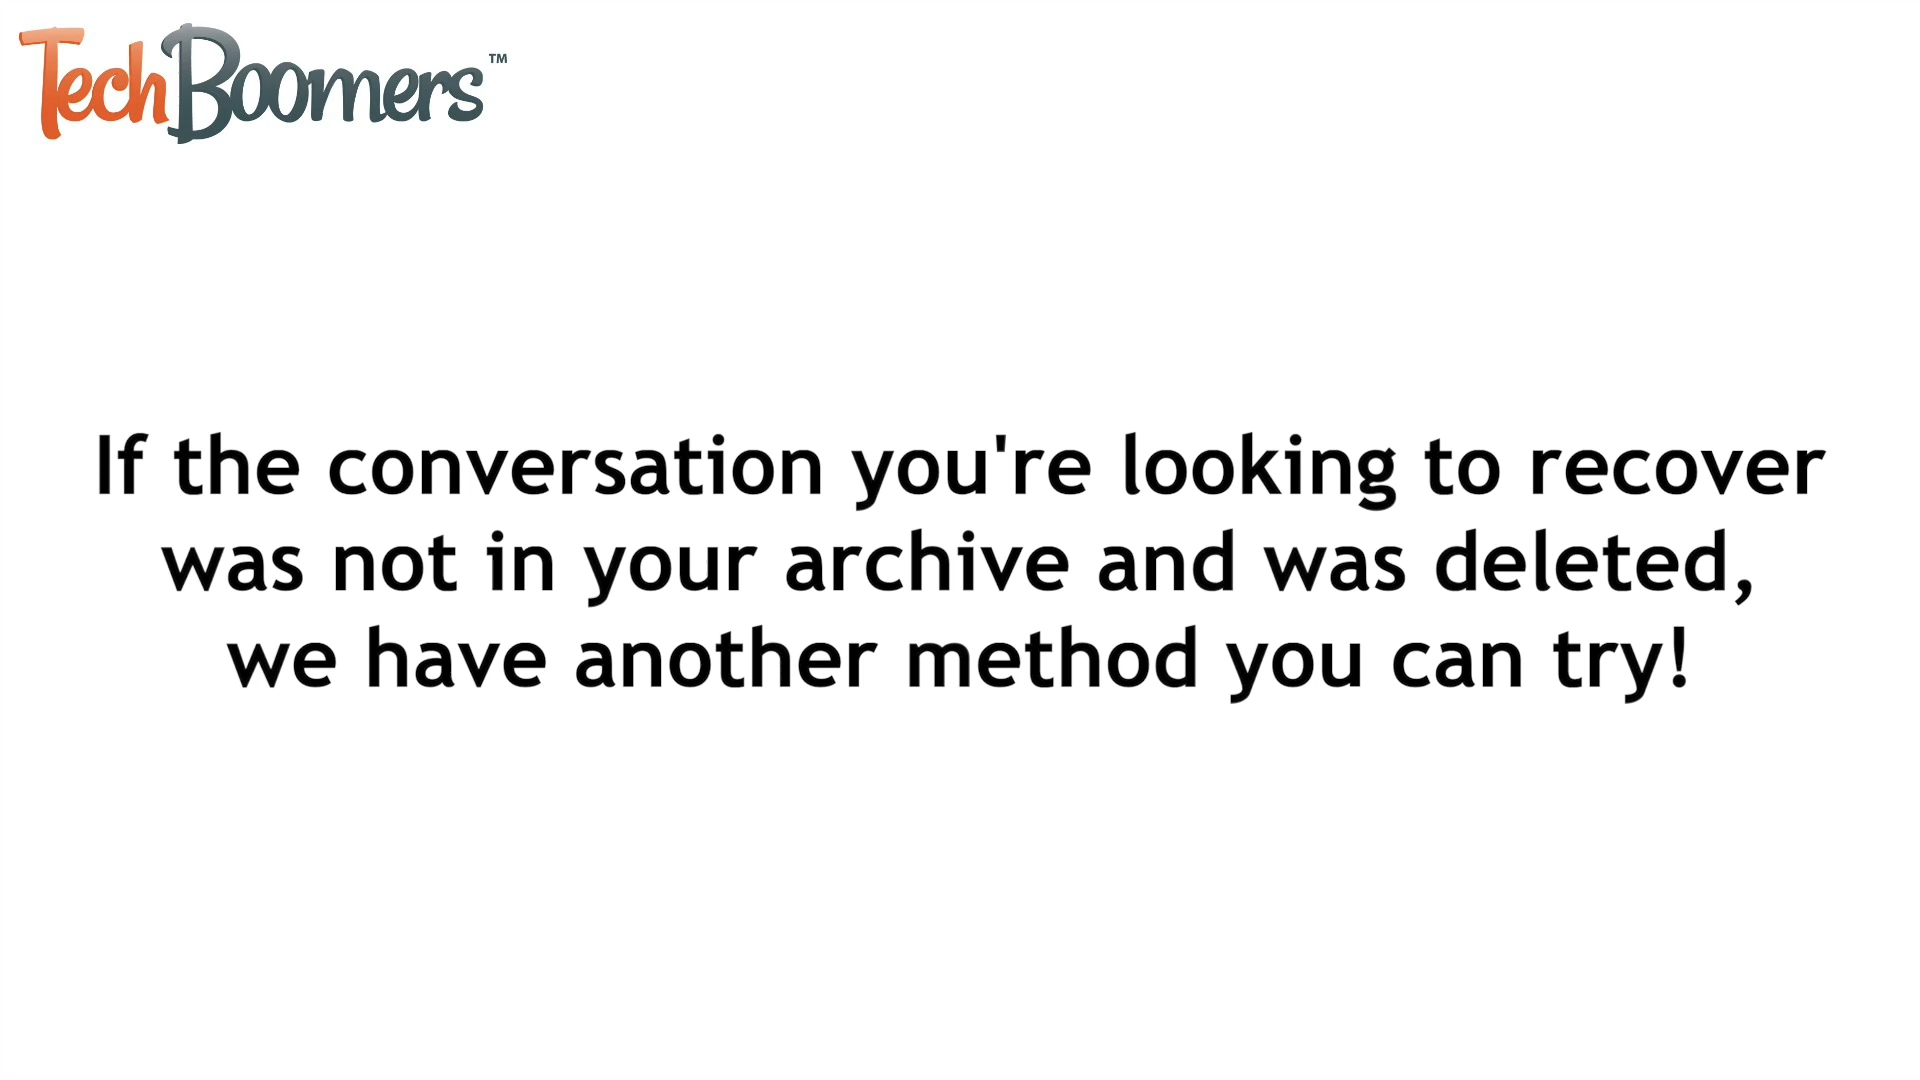 TechBoomers™
If the conversation you're looking to recover
was not in your archive and was deleted,
we have another method you can try!